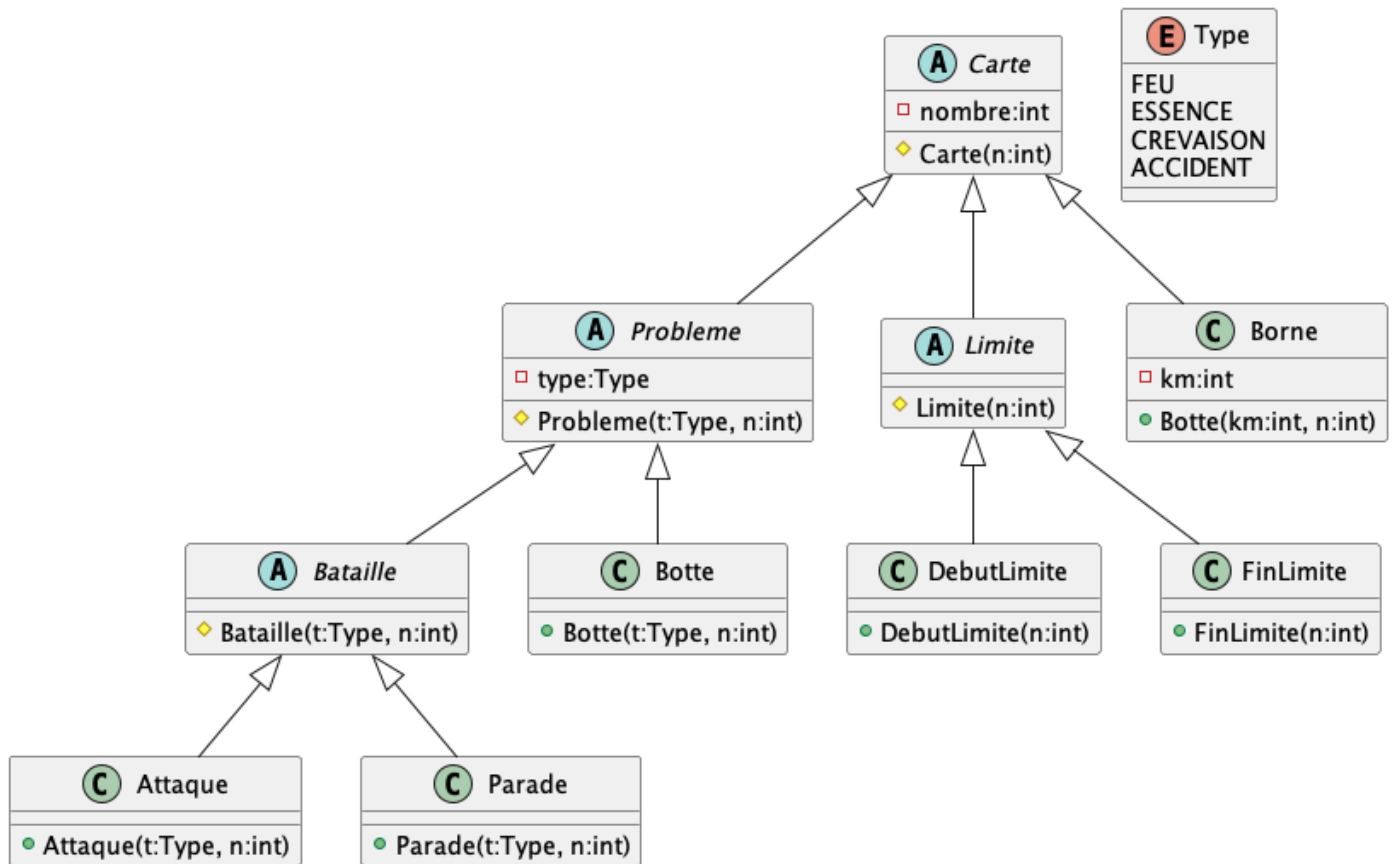 A Carte
nombre:int
Carte(n:int)
E Type
FEU
ESSENCE
CREVAISON
ACCIDENT
A Probleme
type:Type
Probleme(t:Type, n:int)
A Limite
Limite(n:int)
C Borne
km:int
Botte(km:int, n:int)
A Bataille
Bataille(t:Type, n:int)
C Botte
Botte(t:Type, n:int)
C DebutLimite
DebutLimite(n:int)
C FinLimite
FinLimite(n:int)
C Attaque
Attaque(t:Type, n:int)
C Parade
Parade(t:Type, n:int)